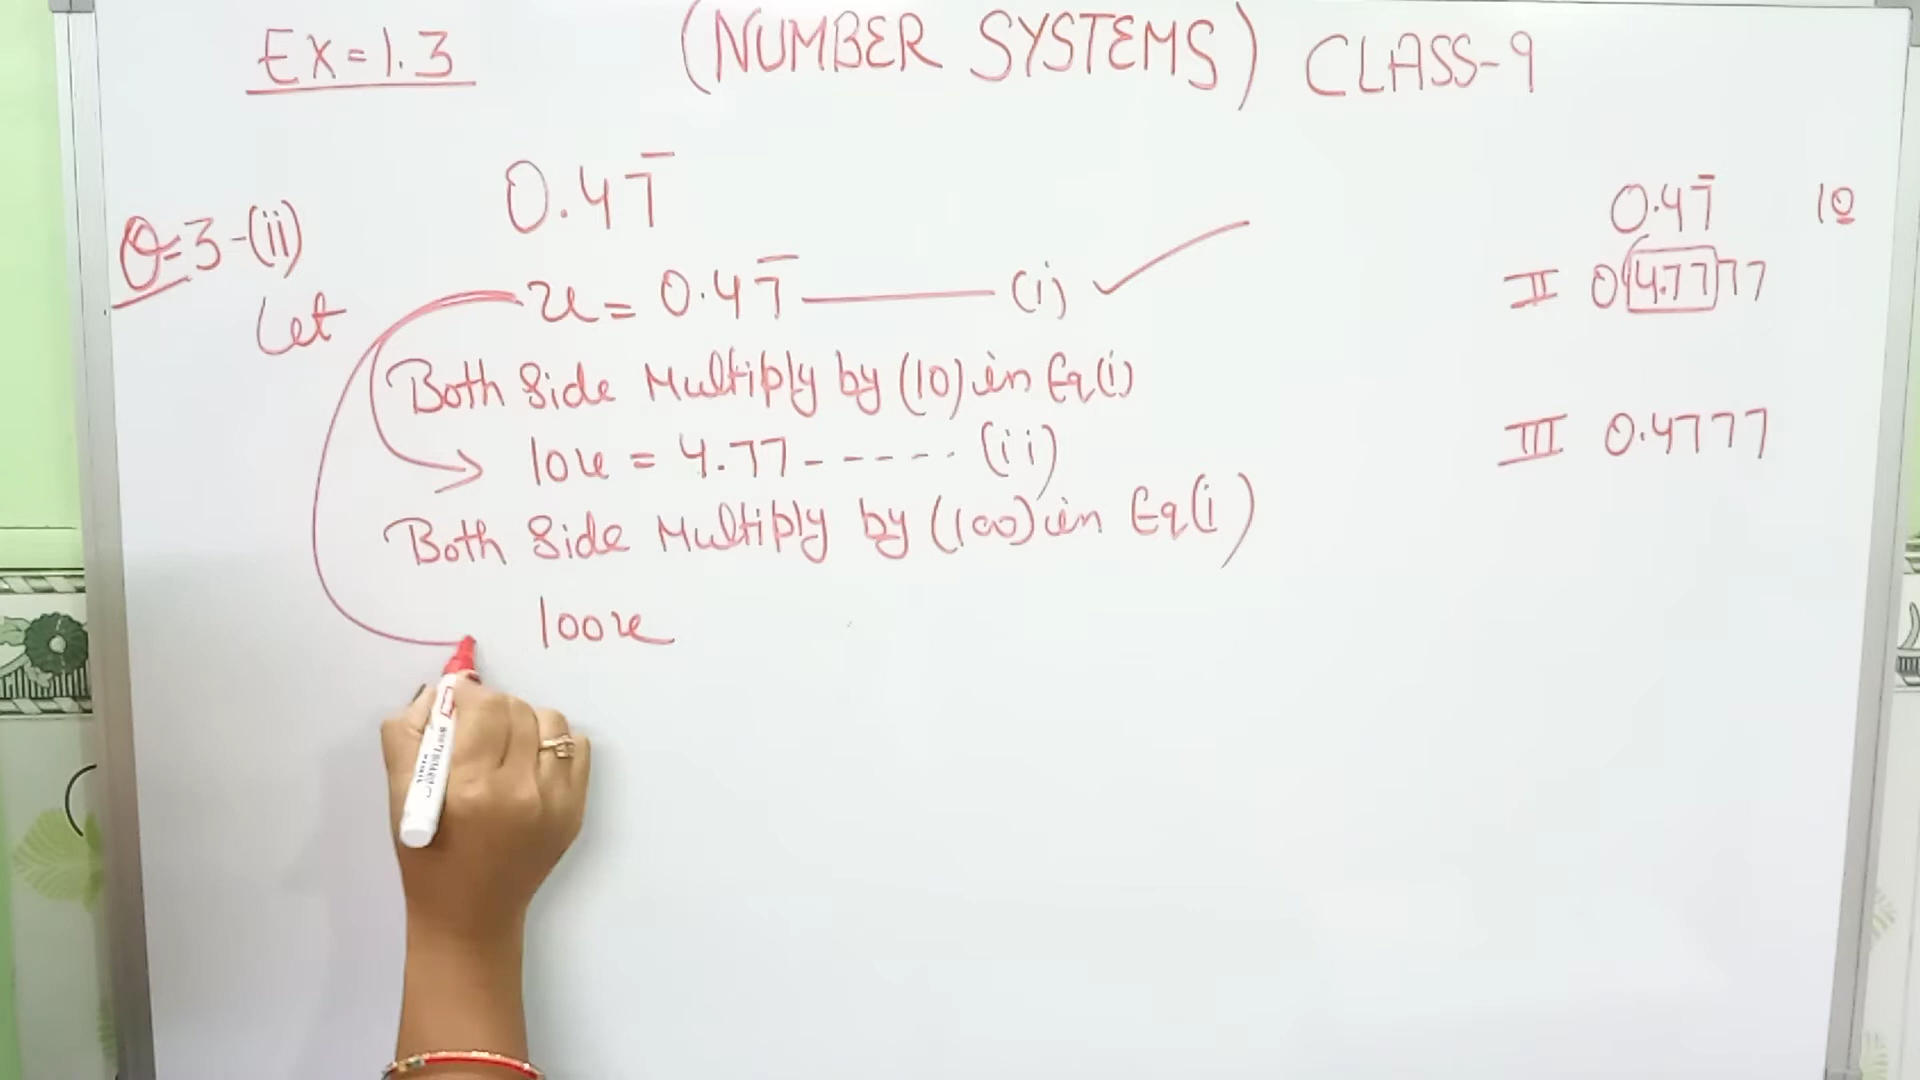 EX=1.3
(NUMBER SYSTEMS) CLASS-9
0.47̅
Q=3-(ii)
Let x = 0.47̅ ——— (i) ✓
Both Side Multiply by (10) in Eq(i)
10x = 4.77------ (ii)
Both Side Multiply by (100) in Eq(i)
100x
0.47̅ 10
II 0.47777
III 0.4777